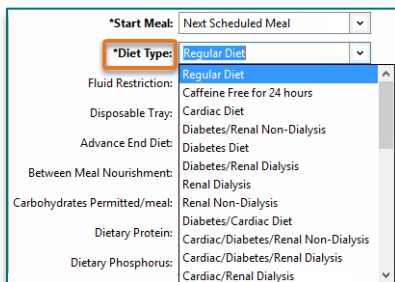 *Start Meal: Next Scheduled Meal
*Diet Type: Regular Diet
Regular Diet
Fluid Restriction:
Caffeine Free for 24 hours
Disposable Tray:
Cardiac Diet
Diabetes/Renal Non-Dialysis
Advance End Diet:
Diabetes Diet
Diabetes/Renal Dialysis
Between Meal Nourishment:
Renal Dialysis
Renal Non-Dialysis
Carbohydrates Permitted/meal:
Diabetes/Cardiac Diet
Dietary Protein:
Cardiac/Diabetes/Renal Non-Dialysis
Cardiac/Diabetes/Renal Dialysis
Dietary Phosphorus:
Cardiac/Renal Dialysis